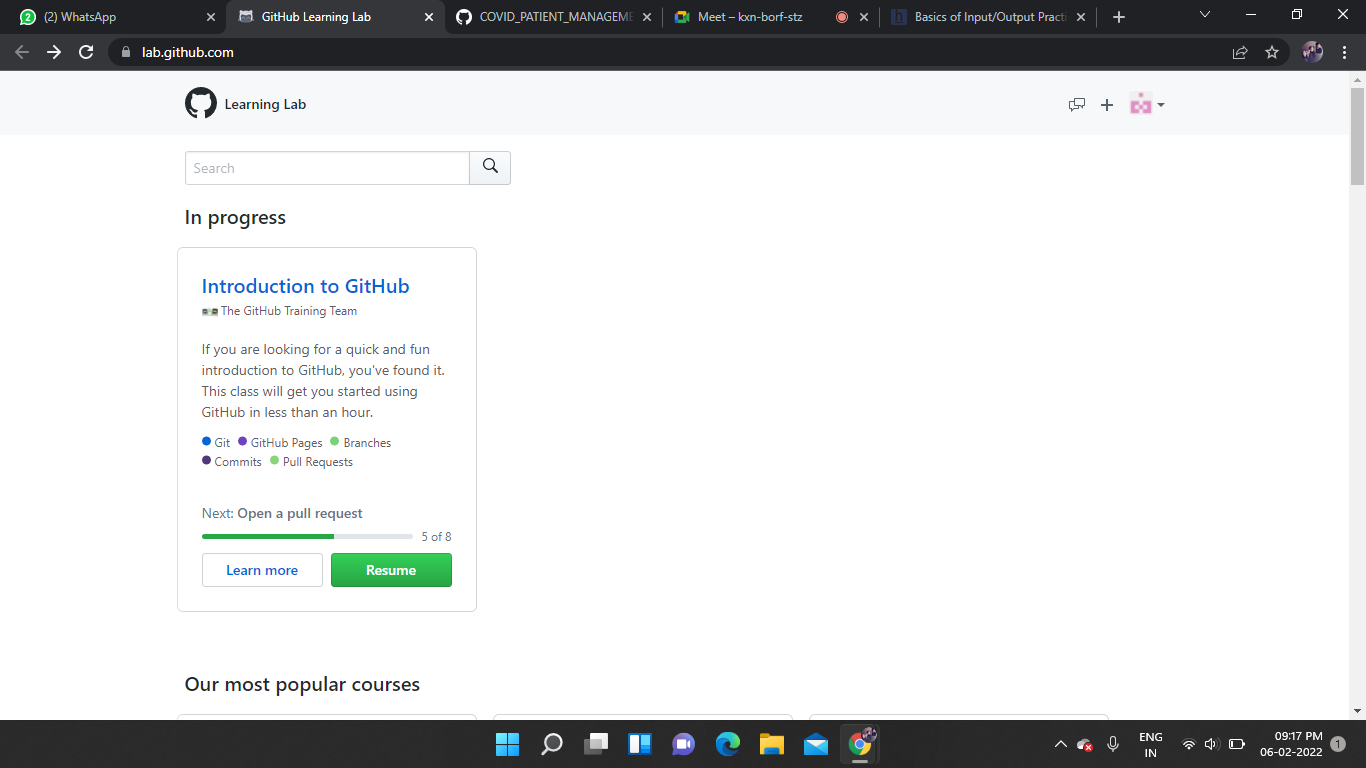 (2) WhatsApp
GitHub Learning Lab
COVID_PATIENT_MANAGEME
Meet – kxn-borf-stz
Basics of Input/Output Practi
lab.github.com
Learning Lab
Search
In progress
Introduction to GitHub
The GitHub Training Team
If you are looking for a quick and fun
introduction to GitHub, you've found it.
This class will get you started using
GitHub in less than an hour.
Git GitHub Pages Branches
Commits Pull Requests
Next: Open a pull request
5 of 8
Learn more
Resume
Our most popular courses
ENG
IN
09:17 PM
06-02-2022
1